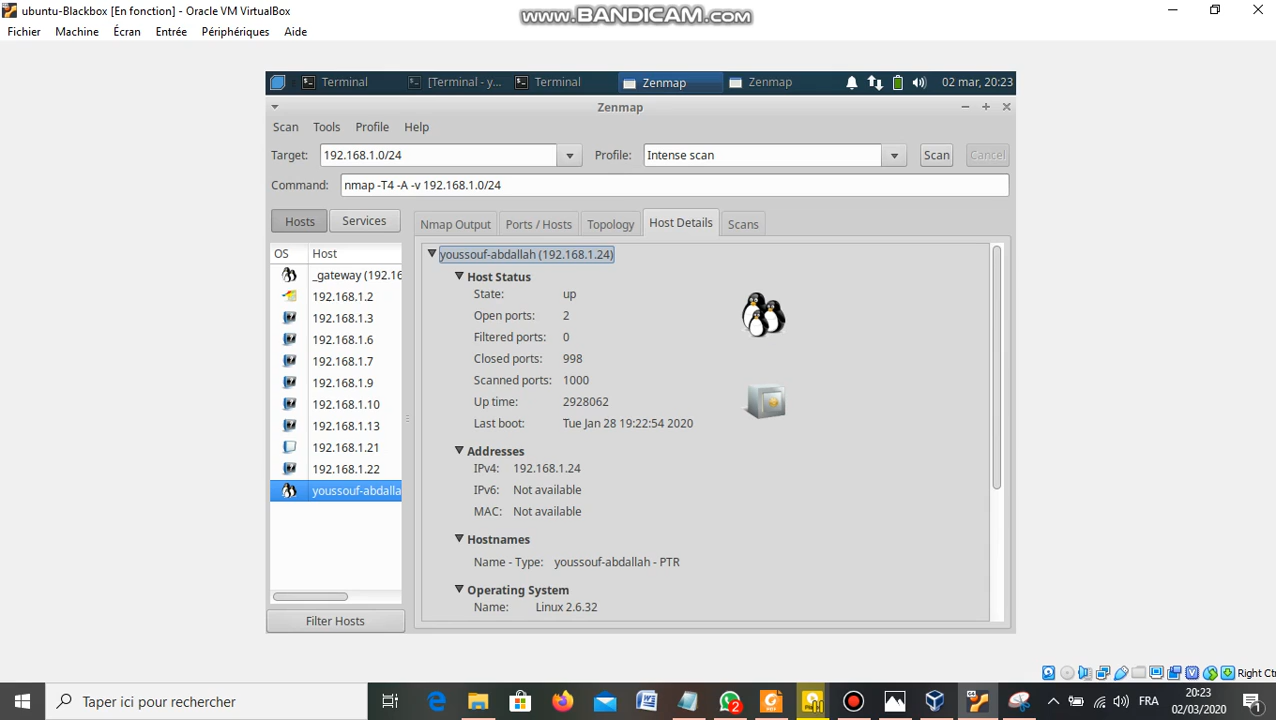 ubuntu-Blackbox [En fonction] - Oracle VM VirtualBox
www.BANDICAM.com
Fichier Machine Écran Entrée Périphériques Aide
Terminal [Terminal - y... Terminal Zenmap Zenmap 02 mar, 20:23
Zenmap
Scan Tools Profile Help
Target: 192.168.1.0/24 Profile: Intense scan Scan Cancel
Command: nmap -T4 -A -v 192.168.1.0/24
Hosts Services Nmap Output Ports / Hosts Topology Host Details Scans
OS Host
_gateway (192.16
192.168.1.2
192.168.1.3
192.168.1.6
192.168.1.7
192.168.1.9
192.168.1.10
192.168.1.13
192.168.1.21
192.168.1.22
youssouf-abdalla
Filter Hosts
youssouf-abdallah (192.168.1.24)
Host Status
State: up
Open ports: 2
Filtered ports: 0
Closed ports: 998
Scanned ports: 1000
Up time: 2928062
Last boot: Tue Jan 28 19:22:54 2020
Addresses
IPv4: 192.168.1.24
IPv6: Not available
MAC: Not available
Hostnames
Name - Type: youssouf-abdallah - PTR
Operating System
Name: Linux 2.6.32
Right Ct
Taper ici pour rechercher
2
FRA
20:23
02/03/2020